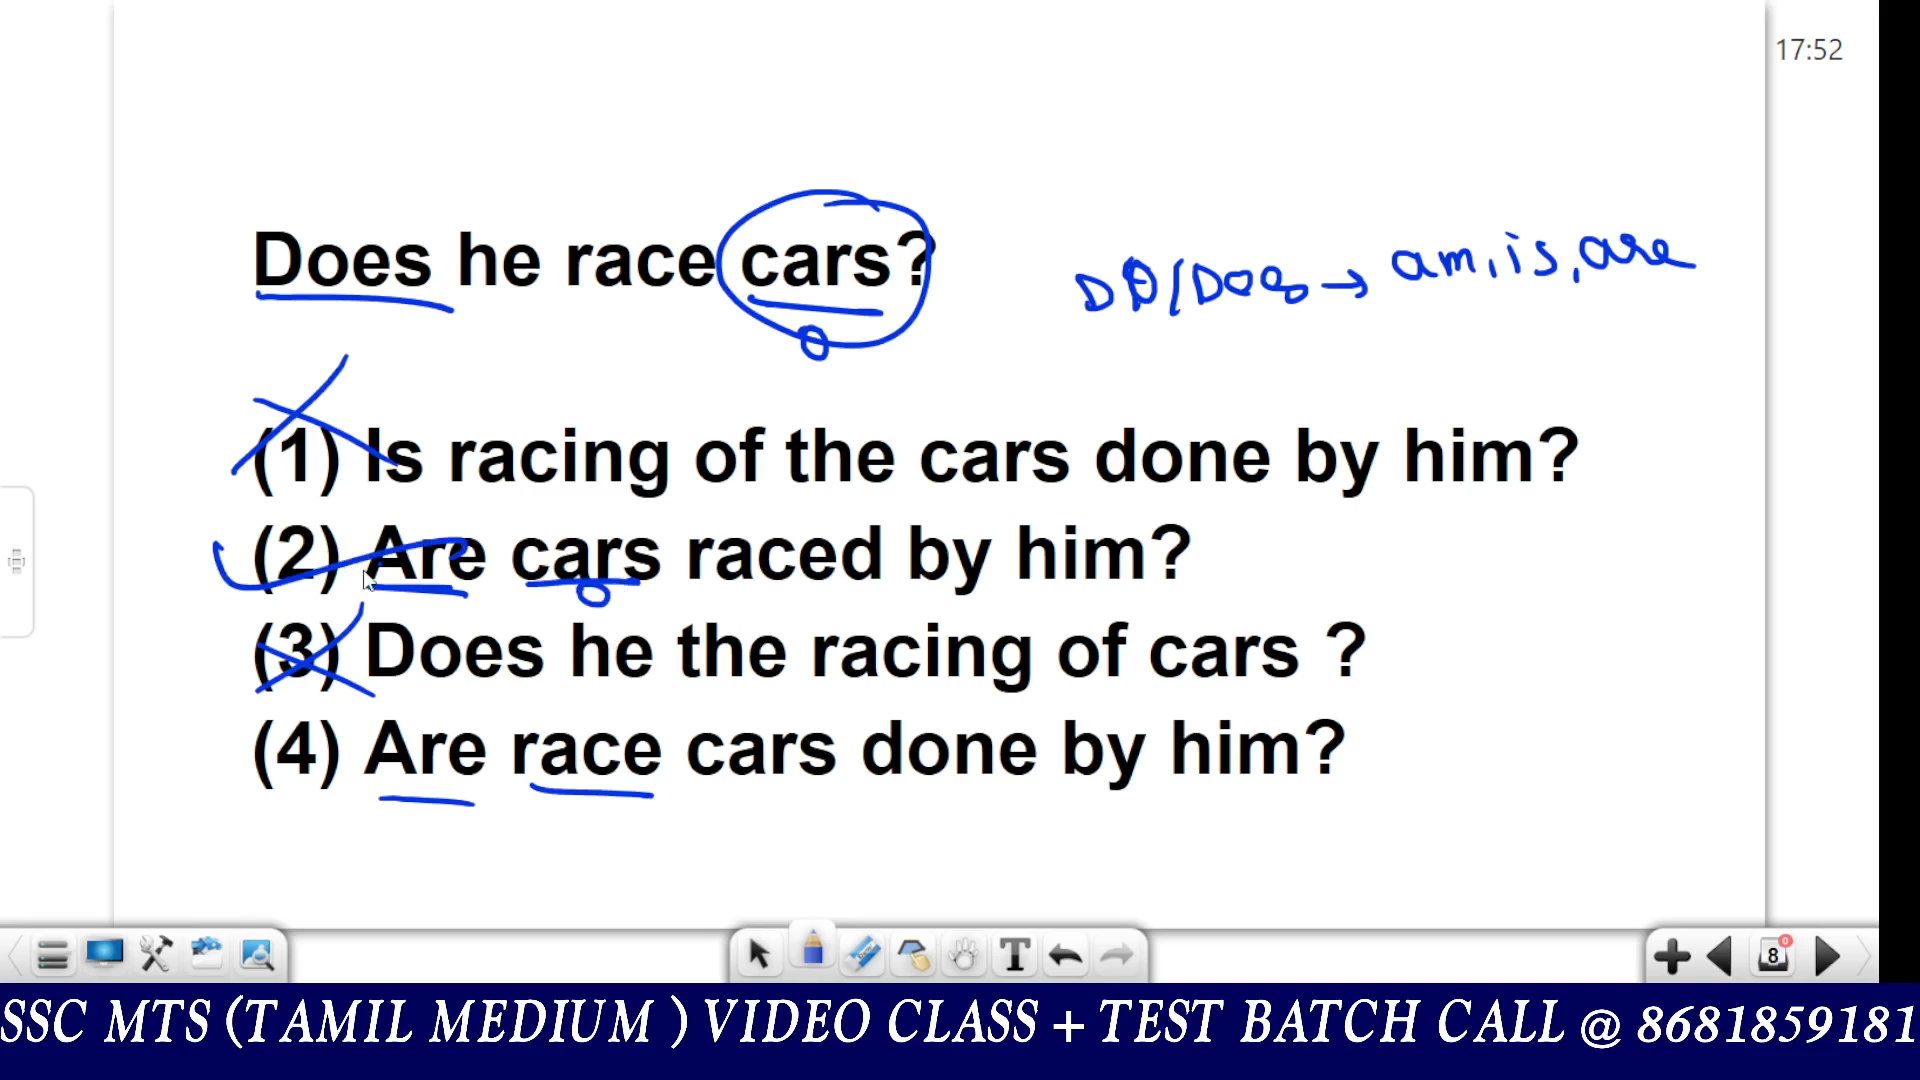 17:52
Does he race cars?
DO/Does → am, is, are
(1) Is racing of the cars done by him?
(2) Are cars raced by him?
(3) Does he the racing of cars ?
(4) Are race cars done by him?
T
8
0
SSC MTS (TAMIL MEDIUM ) VIDEO CLASS + TEST BATCH CALL @ 8681859181